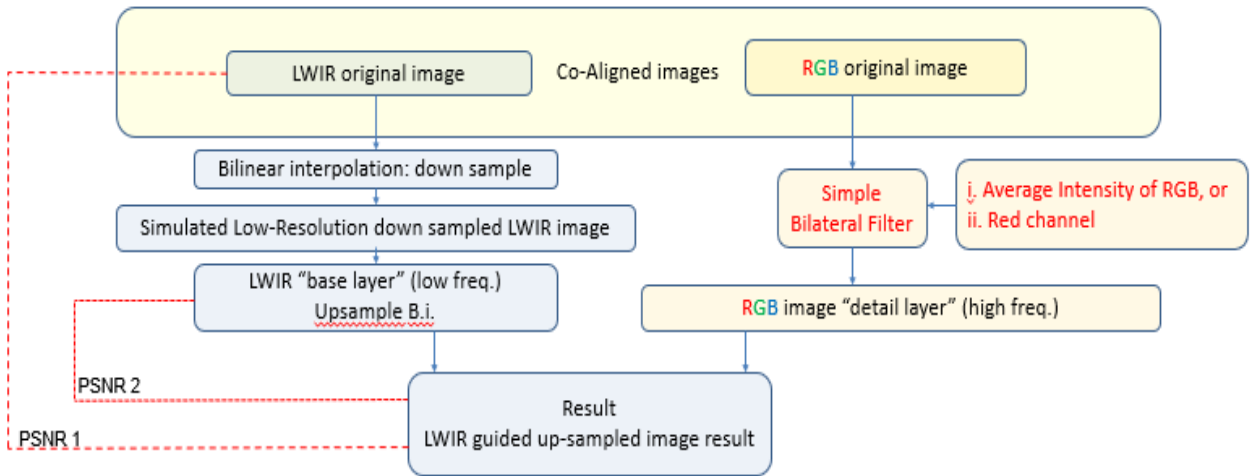 LWIR original image
Co-Aligned images
RGB original image
Bilinear interpolation: down sample
Simulated Low-Resolution down sampled LWIR image
Simple
Bilateral Filter
i. Average Intensity of RGB, or
ii. Red channel
LWIR “base layer” (low freq.)
Upsample B.i.
RGB image “detail layer” (high freq.)
PSNR 2
PSNR 1
Result
LWIR guided up-sampled image result